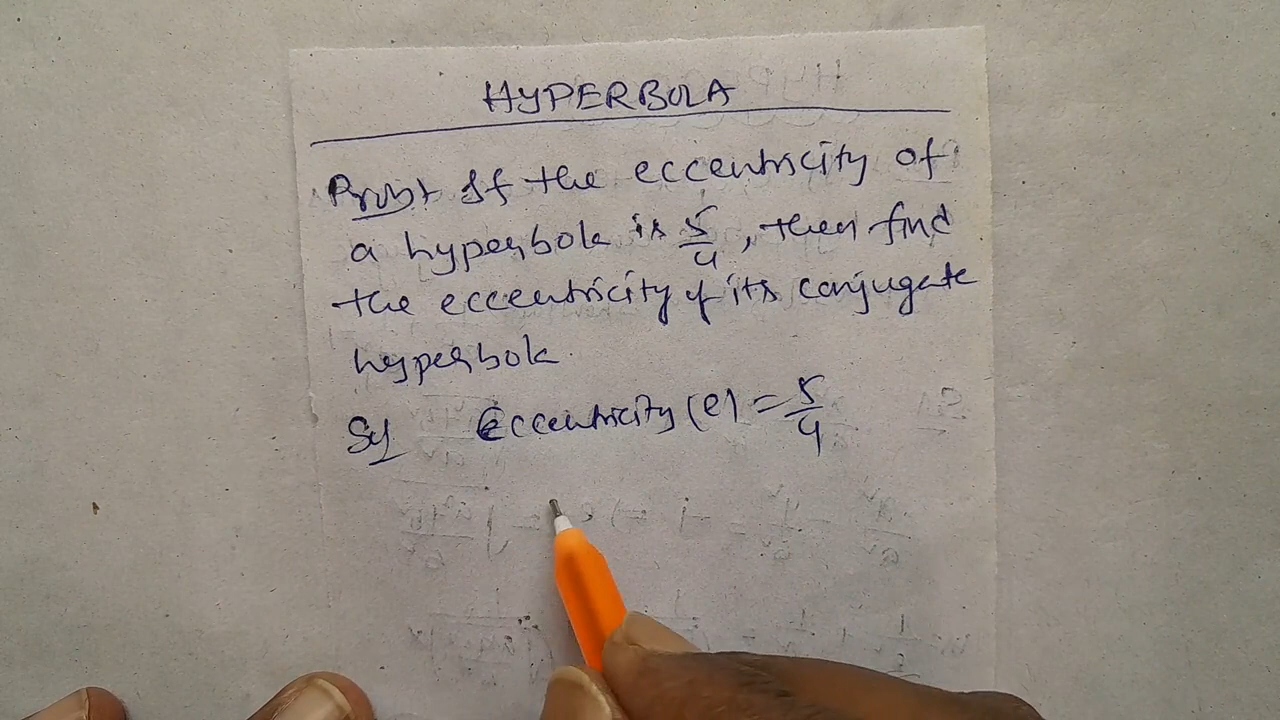 HYPERBOLA
Prob:- If the eccentricity of
a hyperbola is 5/4, then find
the eccentricity of its conjugate
hyperbola.
Sol Eccentricity (e) = 5/4